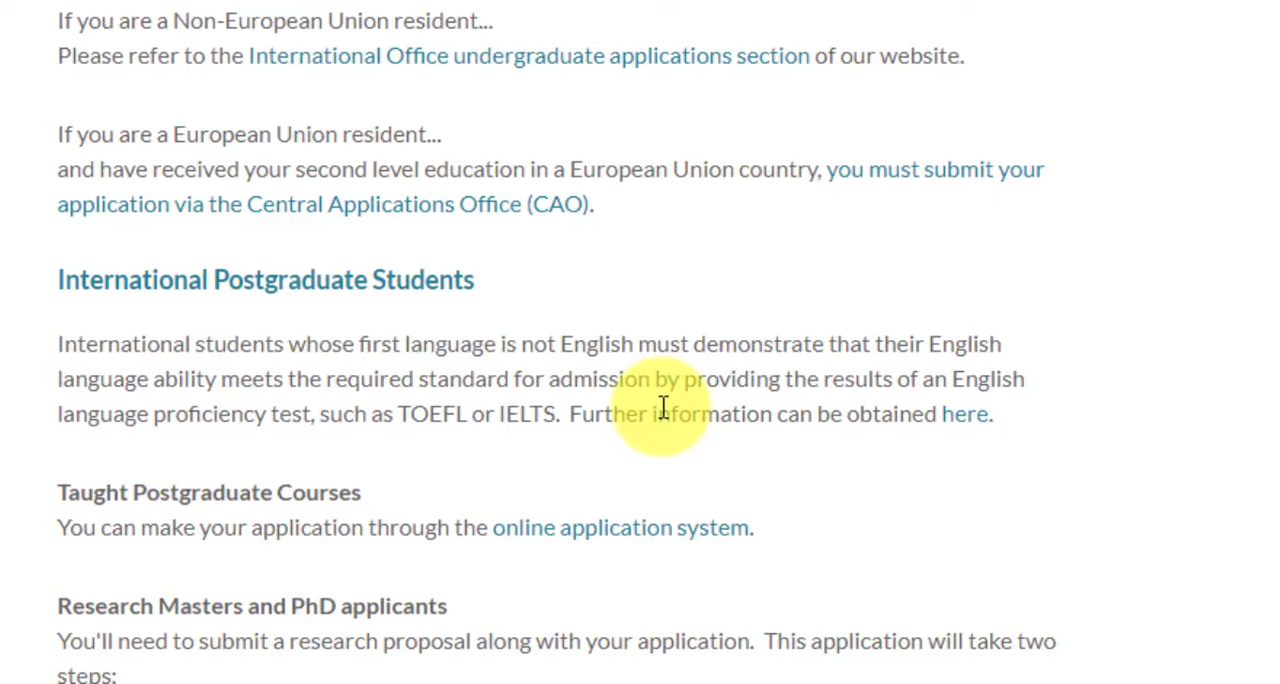 If you are a Non-European Union resident...
Please refer to the International Office undergraduate applications section of our website.
If you are a European Union resident...
and have received your second level education in a European Union country, you must submit your
application via the Central Applications Office (CAO).
International Postgraduate Students
International students whose first language is not English must demonstrate that their English
language ability meets the required standard for admission by providing the results of an English
language proficiency test, such as TOEFL or IELTS.  Further information can be obtained here.
Taught Postgraduate Courses
You can make your application through the online application system.
Research Masters and PhD applicants
You'll need to submit a research proposal along with your application.  This application will take two
steps: